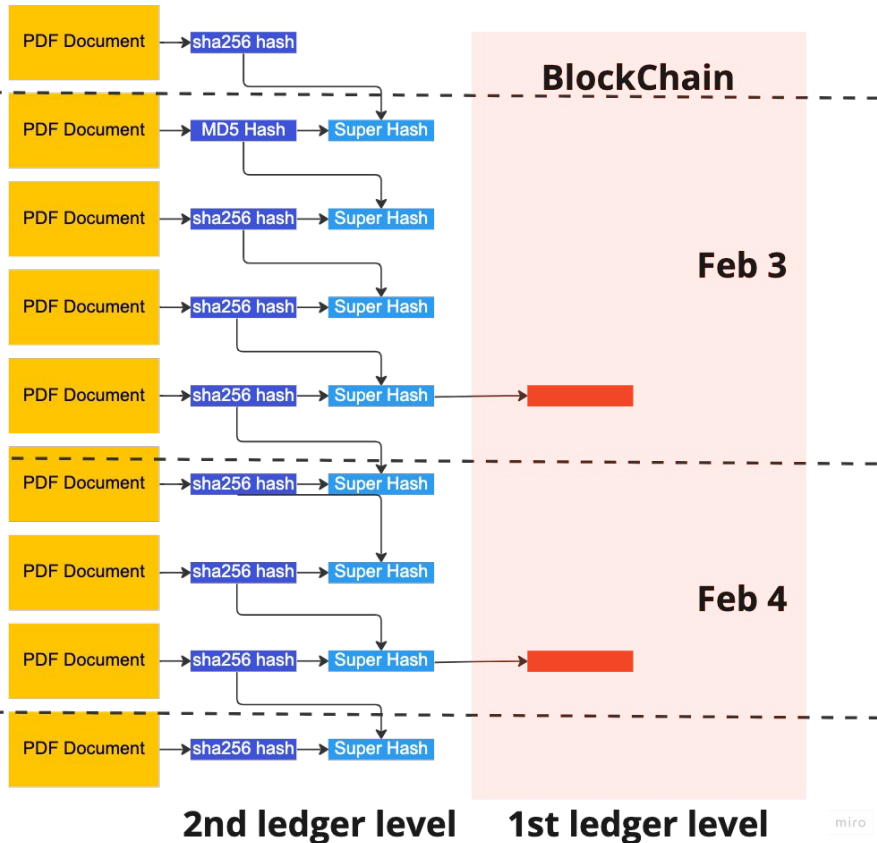 PDF Document
sha256 hash
BlockChain
PDF Document
MD5 Hash
Super Hash
PDF Document
sha256 hash
Super Hash
Feb 3
PDF Document
sha256 hash
Super Hash
PDF Document
sha256 hash
Super Hash
PDF Document
sha256 hash
Super Hash
PDF Document
sha256 hash
Super Hash
Feb 4
PDF Document
sha256 hash
Super Hash
PDF Document
sha256 hash
Super Hash
2nd ledger level
1st ledger level
miro